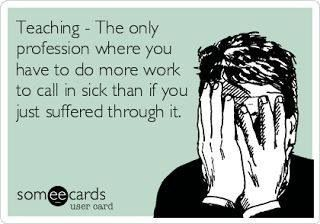 Teaching - The only
profession where you
have to do more work
to call in sick than if you
just suffered through it.
someecards
user card